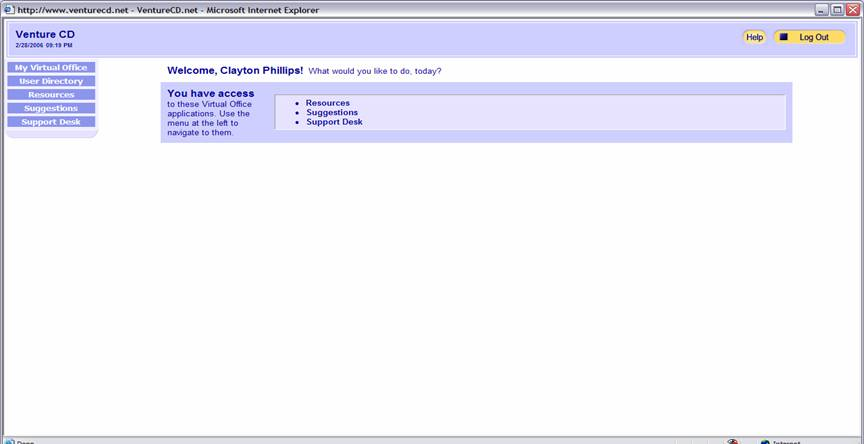 http://www.venturecd.net - VentureCD.net - Microsoft Internet Explorer
Venture CD
2/28/2006 09:19 PM
Help
Log Out
My Virtual Office
User Directory
Resources
Suggestions
Support Desk
Welcome, Clayton Phillips! What would you like to do, today?
You have access
to these Virtual Office
applications. Use the
menu at the left to
navigate to them.
• Resources
• Suggestions
• Support Desk
Done
Internet